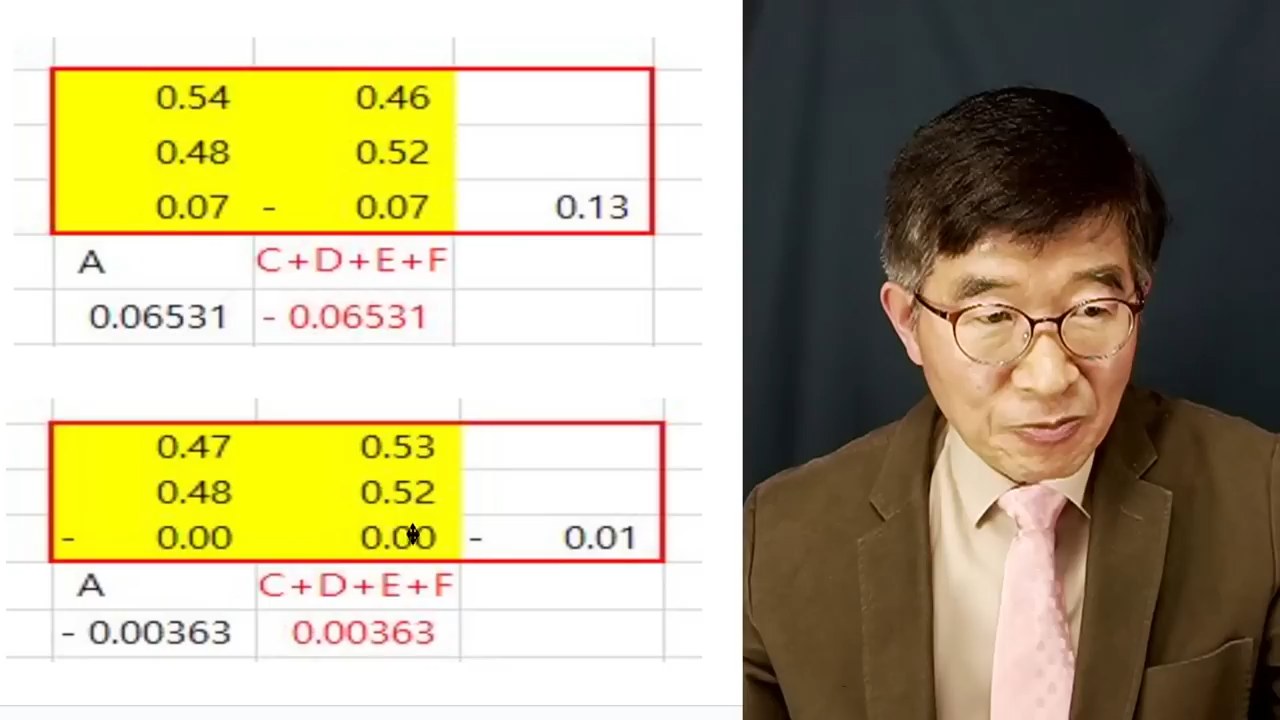 0.54 0.46
0.48 0.52
0.07 - 0.07 0.13
A C+D+E+F
0.06531 - 0.06531
0.47 0.53
0.48 0.52
- 0.00 0.00 - 0.01
A C+D+E+F
- 0.00363 0.00363